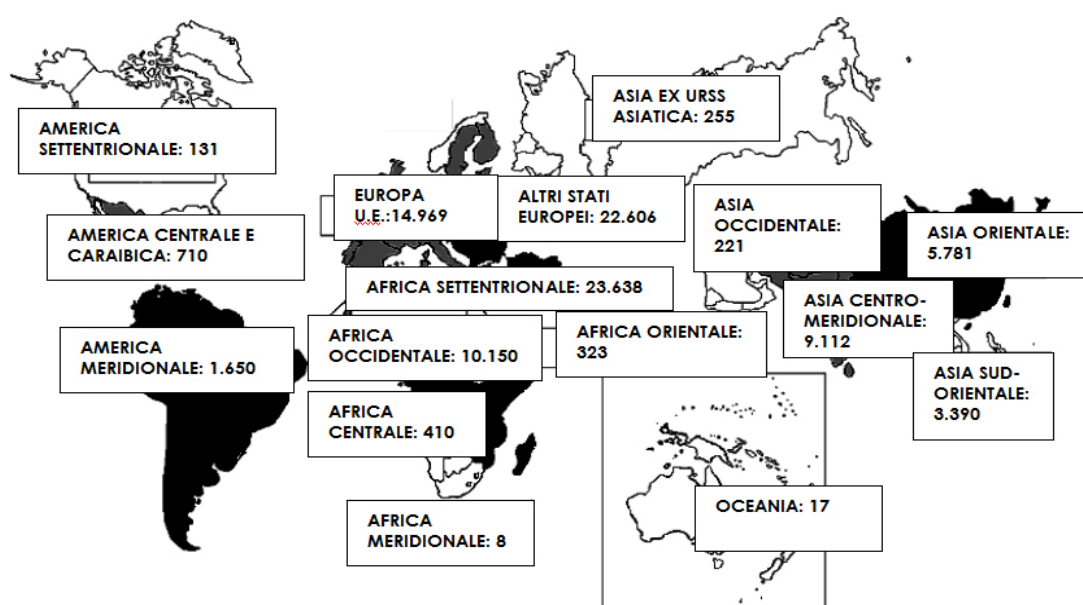 AMERICA
SETTENTRIONALE: 131
ASIA EX URSS
ASIATICA: 255
EUROPA
U.E.:14.969
ALTRI STATI
EUROPEI: 22.606
ASIA
OCCIDENTALE:
221
ASIA ORIENTALE:
5.781
AMERICA CENTRALE E
CARAIBICA: 710
AFRICA SETTENTRIONALE: 23.638
ASIA CENTRO-
MERIDIONALE:
9.112
AMERICA
MERIDIONALE: 1.650
AFRICA
OCCIDENTALE: 10.150
AFRICA ORIENTALE:
323
ASIA SUD-
ORIENTALE:
3.390
AFRICA
CENTRALE: 410
OCEANIA: 17
AFRICA
MERIDIONALE: 8